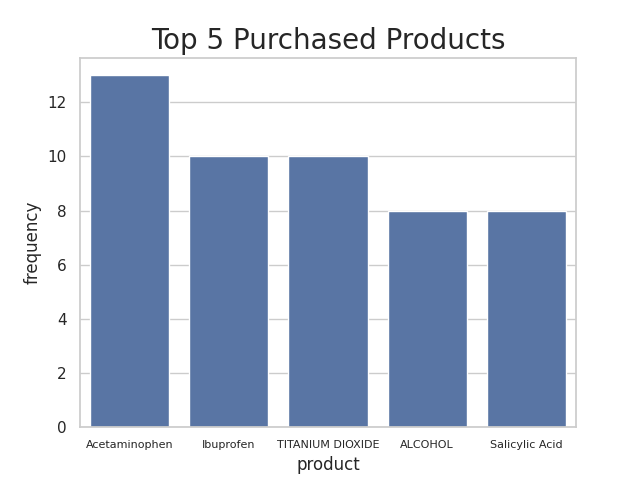 Top 5 Purchased Products
12
10
8
6
4
2
0
frequency
Acetaminophen Ibuprofen TITANIUM DIOXIDE ALCOHOL Salicylic Acid
product